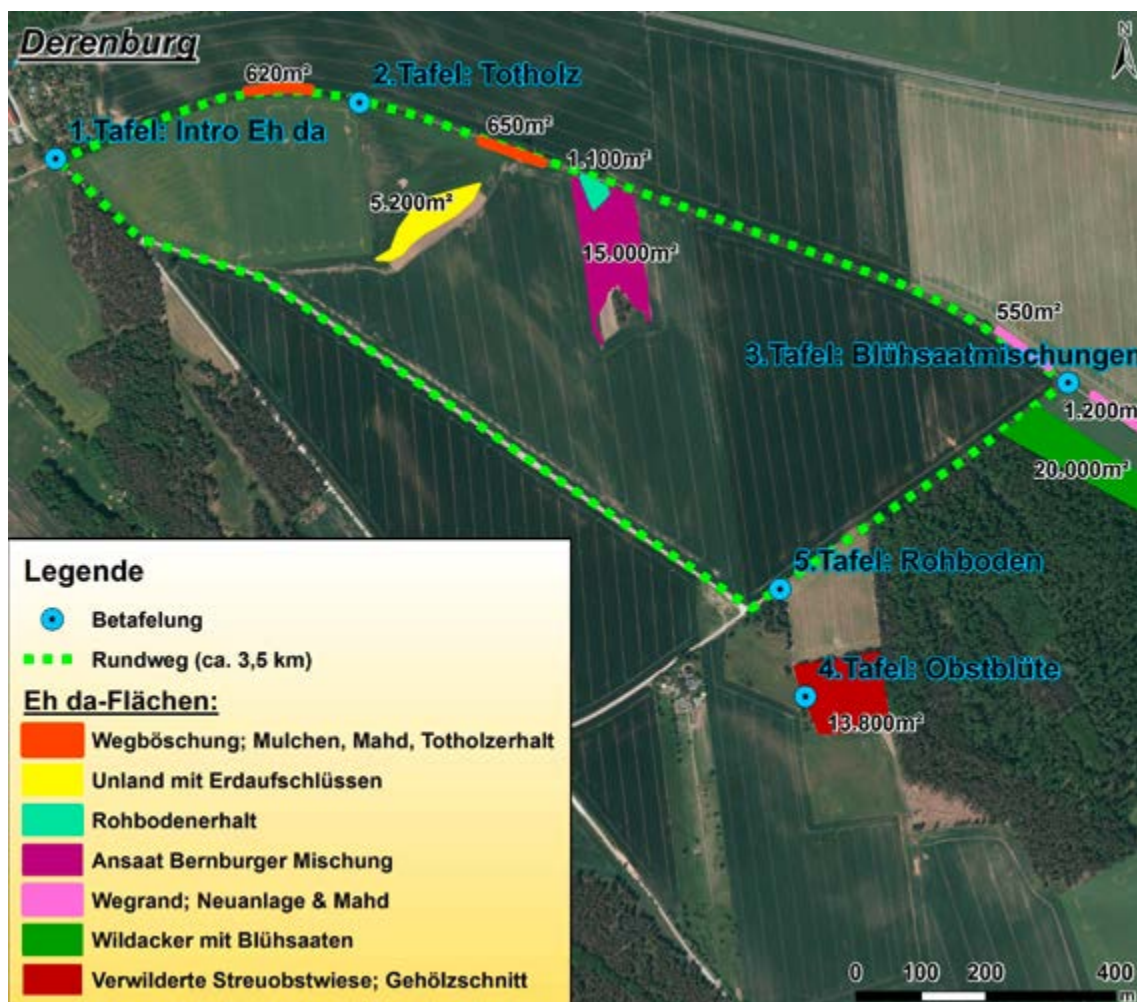 Derenburg
N
620m²
2.Tafel: Totholz
1.Tafel: Intro Eh da
650m²
1.100m²
5.200m²
15.000m²
550m²
3.Tafel: Blühsaatmischungen
1.200m
20.000m²
5.Tafel: Rohboden
4.Tafel: Obstblüte
13.800m²
Legende
Betafelung
Rundweg (ca. 3,5 km)
Eh da-Flächen:
Wegböschung; Mulchen, Mahd, Totholzerhalt
Unland mit Erdaufschlüssen
Rohbodenerhalt
Ansaat Bernburger Mischung
Wegrand; Neuanlage & Mahd
Wildacker mit Blühsaaten
Verwilderte Streuobstwiese; Gehölzschnitt
0 100 200 400
m